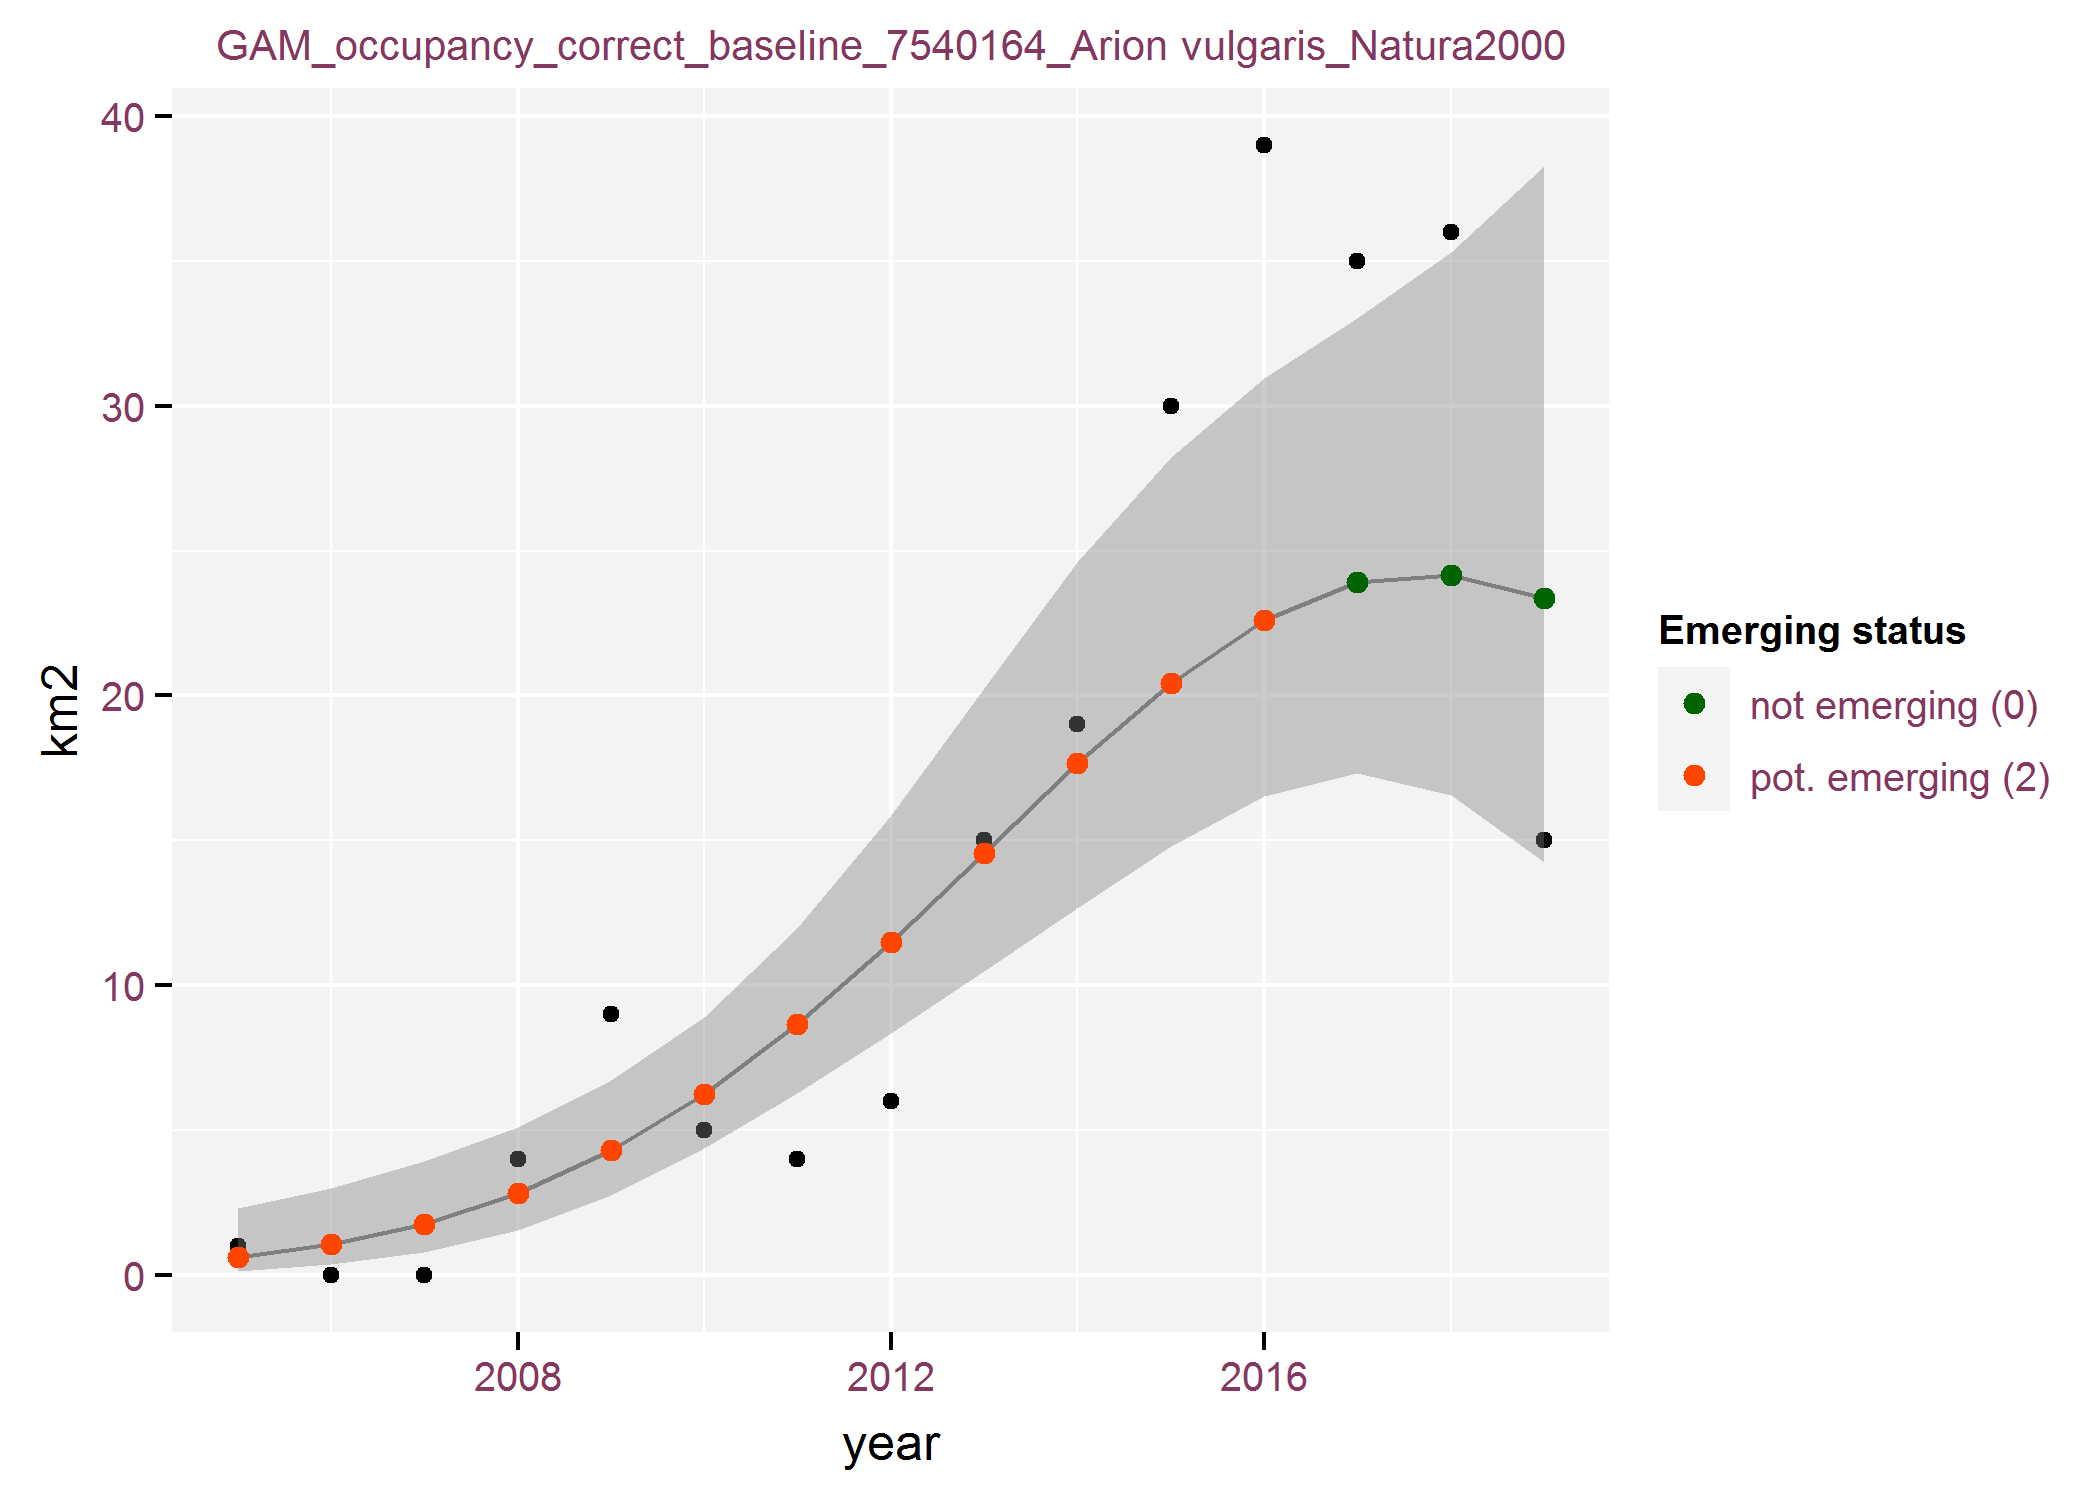 GAM_occupancy_correct_baseline_7540164_Arion vulgaris_Natura2000
40
30
20
10
0
km2
2008
2012
2016
year
Emerging status
not emerging (0)
pot. emerging (2)